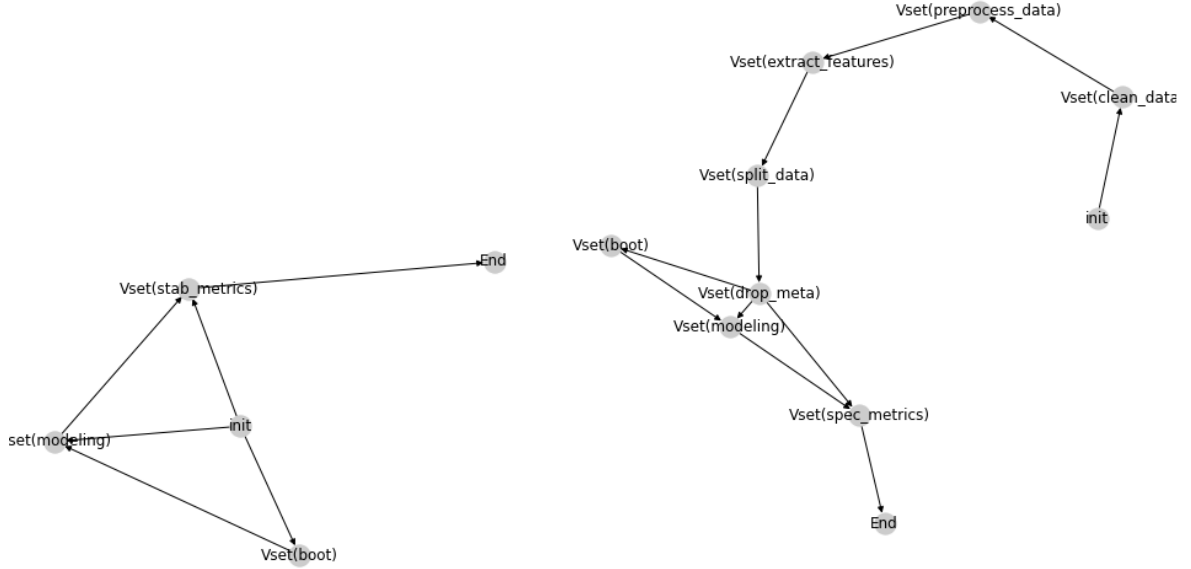 End
Vset(stab_metrics)
init
set(modeling)
Vset(boot)
Vset(preprocess_data)
Vset(extract_features)
Vset(clean_data
Vset(split_data)
init
Vset(boot)
Vset(drop_meta)
Vset(modeling)
Vset(spec_metrics)
End